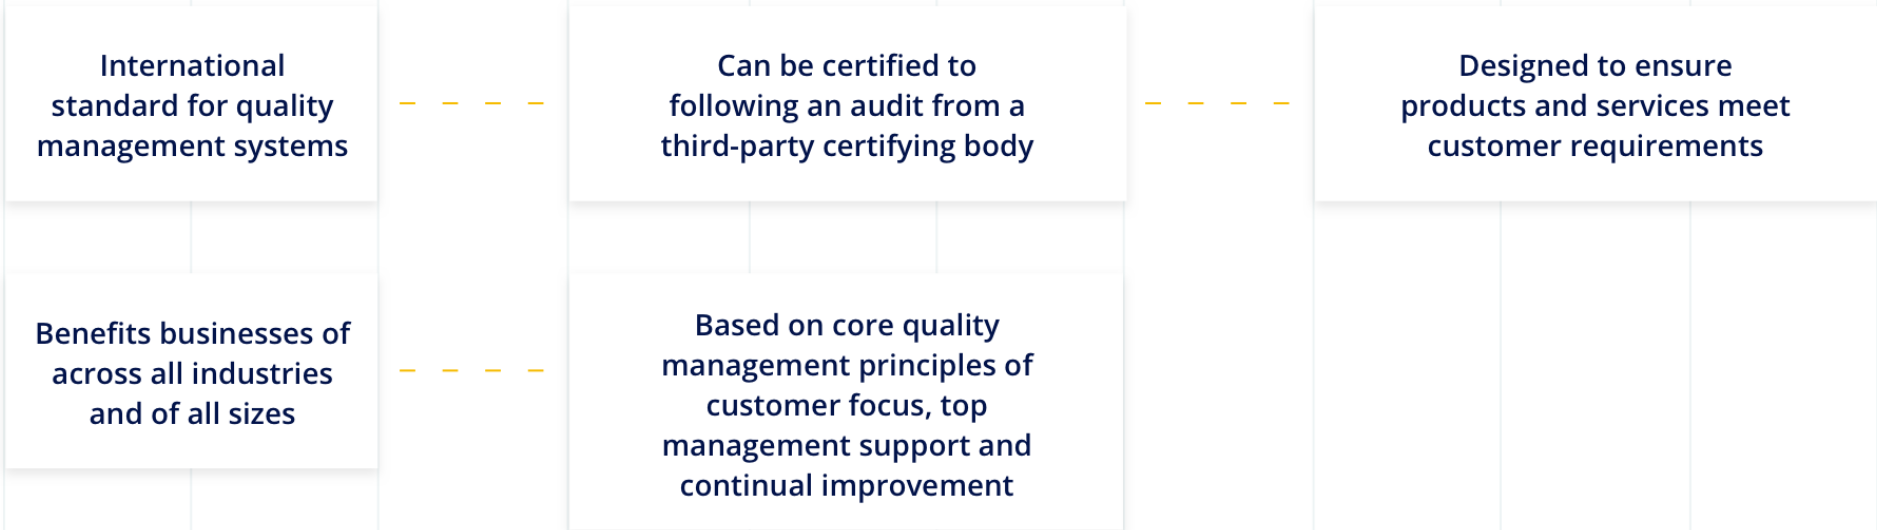 International
standard for quality
management systems
Can be certified to
following an audit from a
third-party certifying body
Designed to ensure
products and services meet
customer requirements
Benefits businesses of
across all industries
and of all sizes
Based on core quality
management principles of
customer focus, top
management support and
continual improvement